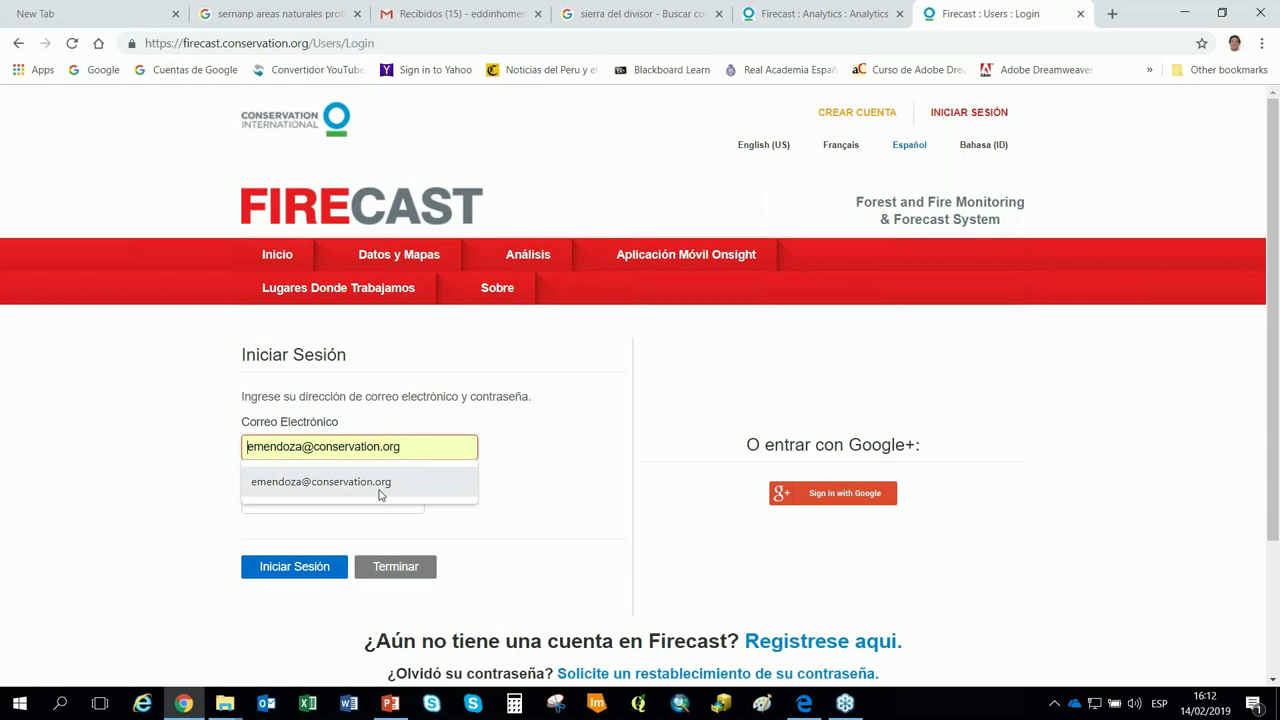 New Tab
semanp areas naturales prot
Recibidos (15) - eddinhomen
sierra del divisor - Buscar co
Firecast : Analytics : Analytics
Firecast : Users : Login
https://firecast.conservation.org/Users/Login
Apps
Google
Cuentas de Google
Convertidor YouTube
Sign in to Yahoo
Noticias del Peru y el
Blackboard Learn
Real Academia Españ
Curso de Adobe Drea
Adobe Dreamweaver
»
Other bookmarks
CONSERVATION
INTERNATIONAL
CREAR CUENTA
INICIAR SESIÓN
English (US)
Français
Español
Bahasa (ID)
FIRECAST
Forest and Fire Monitoring
& Forecast System
Inicio
Datos y Mapas
Análisis
Aplicación Móvil Onsight
Lugares Donde Trabajamos
Sobre
Iniciar Sesión
Ingrese su dirección de correo electrónico y contraseña.
Correo Electrónico
emendoza@conservation.org
emendoza@conservation.org
Iniciar Sesión
Terminar
O entrar con Google+:
g+ Sign in with Google
¿Aún no tiene una cuenta en Firecast? Registrese aqui.
¿Olvidó su contraseña? Solicite un restablecimiento de su contraseña.
ESP
16:12
14/02/2019